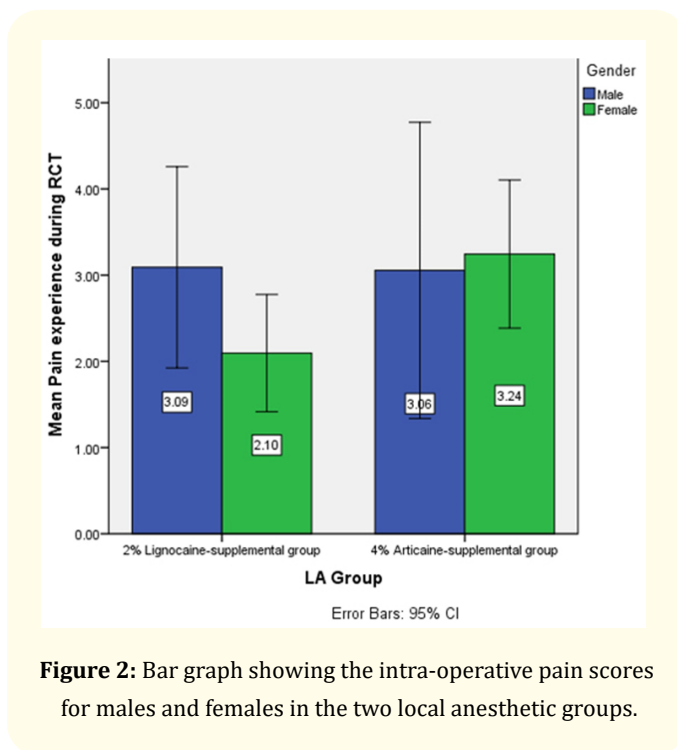 Gender
Male
Female
Mean Pain experience during RCT
5.00
4.00
3.00
2.00
1.00
0.00
3.09
2.10
3.06
3.24
2% Lignocaine-supplemental group
4% Articaine-supplemental group
LA Group
Error Bars: 95% CI
Figure 2: Bar graph showing the intra-operative pain scores
for males and females in the two local anesthetic groups.